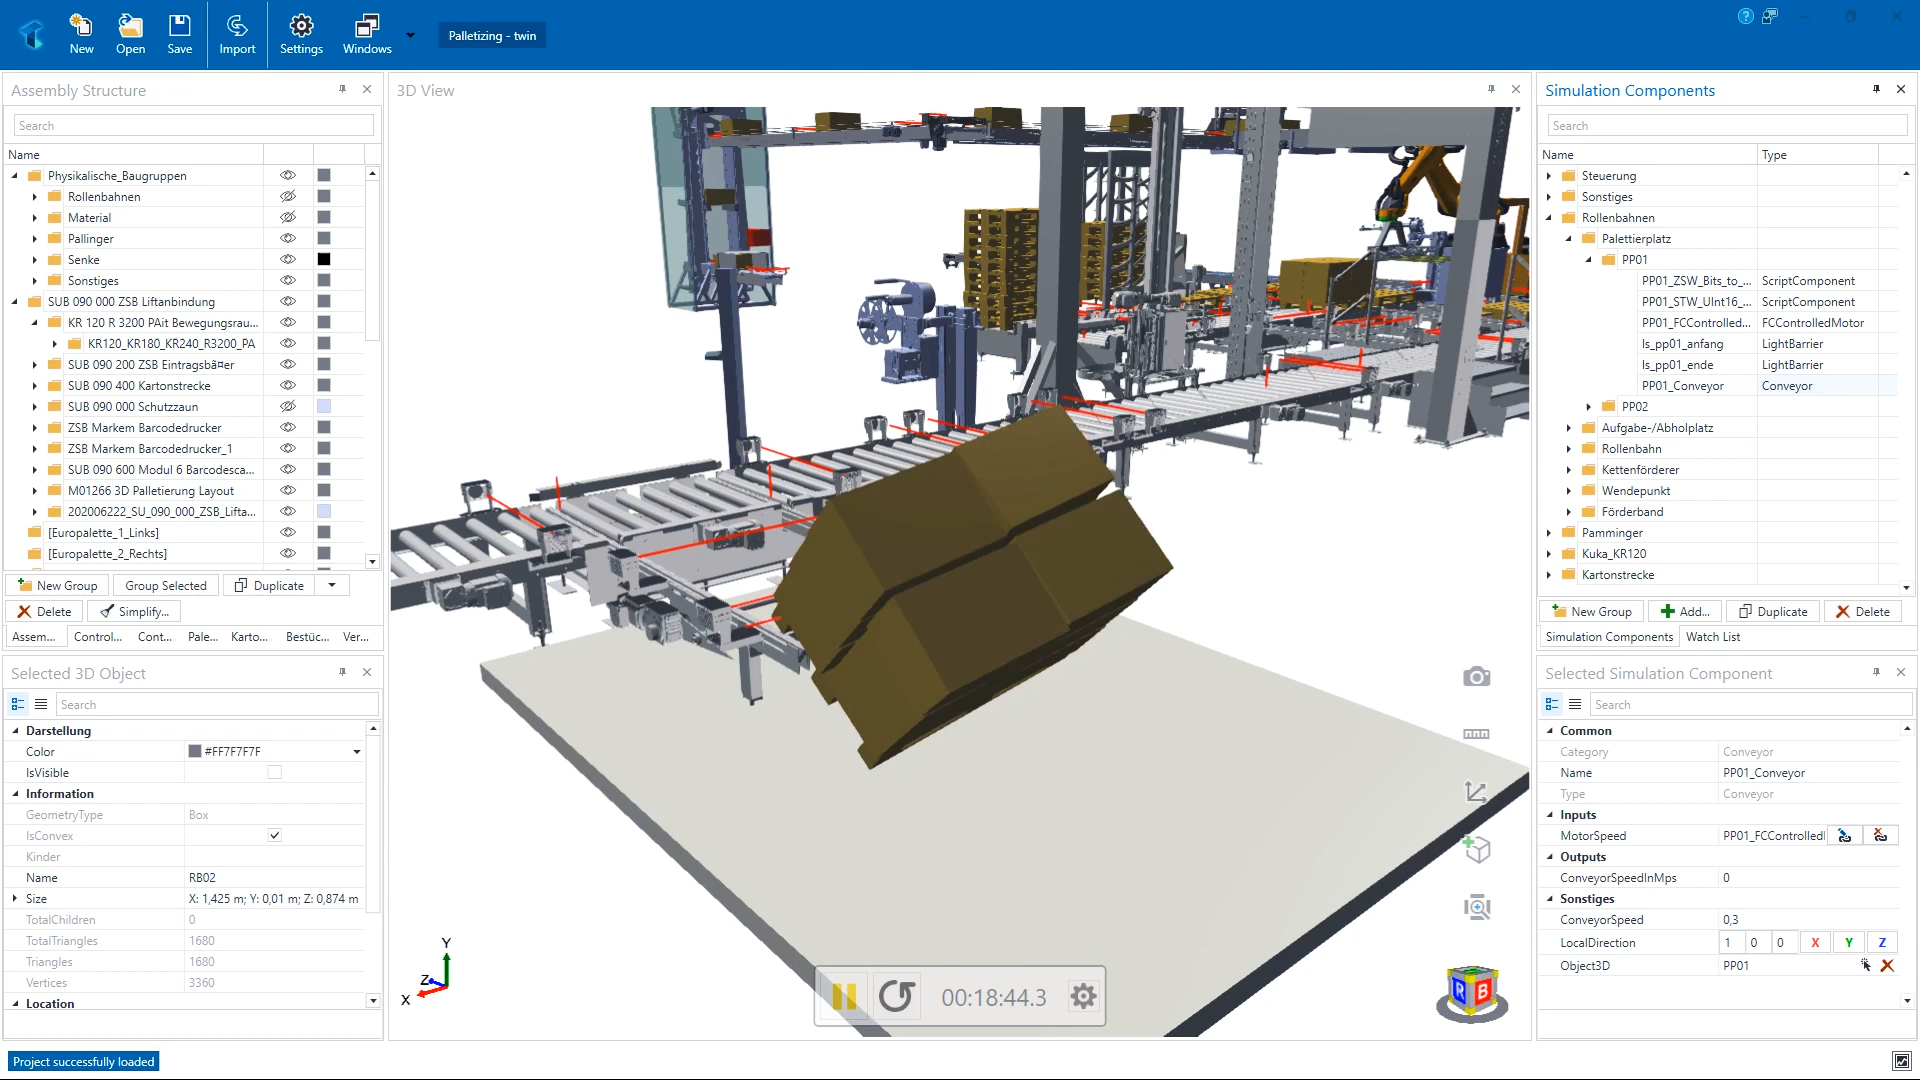 New
Open
Save
Import
Settings
Windows
Palletizing - twin
Assembly Structure
Search
Name
Physikalische_Baugruppen
Rollenbahnen
Material
Pallinger
Senke
Sonstiges
SUB 090 000 ZSB Liftanbindung
KR 120 R 3200 PAit Bewegungsrau...
KR120_KR180_KR240_R3200_PA
SUB 090 200 ZSB Eintragsbä¤er
SUB 090 400 Kartonstrecke
SUB 090 000 Schutzzaun
ZSB Markem Barcodedrucker
ZSB Markem Barcodedrucker_1
SUB 090 600 Modul 6 Barcodesca...
M01266 3D Palletierung Layout
202006222_SU_090_000_ZSB_Lifta...
[Europalette_1_Links]
[Europalette_2_Rechts]
New Group
Group Selected
Duplicate
Delete
Simplify...
Assem...
Control...
Cont...
Pale...
Karto...
Bestüc...
Ver...
Selected 3D Object
Search
Darstellung
Color #FF7F7F7F
IsVisible
Information
GeometryType Box
IsConvex
Kinder
Name RB02
Size X: 1,425 m; Y: 0,01 m; Z: 0,874 m
TotalChildren 0
TotalTriangles 1680
Triangles 1680
Vertices 3360
Location
Project successfully loaded
3D View
Y
Z
X
00:18:44.3
R B
Simulation Components
Search
Name Type
Steuerung
Sonstiges
Rollenbahnen
Palettierplatz
PP01
PP01_ZSW_Bits_to_... ScriptComponent
PP01_STW_UInt16_... ScriptComponent
PP01_FCControlled... FCControlledMotor
ls_pp01_anfang LightBarrier
ls_pp01_ende LightBarrier
PP01_Conveyor Conveyor
PP02
Aufgabe-/Abholplatz
Rollenbahn
Kettenförderer
Wendepunkt
Förderband
Pamminger
Kuka_KR120
Kartonstrecke
New Group
Add...
Duplicate
Delete
Simulation Components
Watch List
Selected Simulation Component
Search
Common
Category Conveyor
Name PP01_Conveyor
Type Conveyor
Inputs
MotorSpeed PP01_FCControlled
Outputs
ConveyorSpeedInMps 0
Sonstiges
ConveyorSpeed 0,3
LocalDirection 1 0 0 X Y Z
Object3D PP01